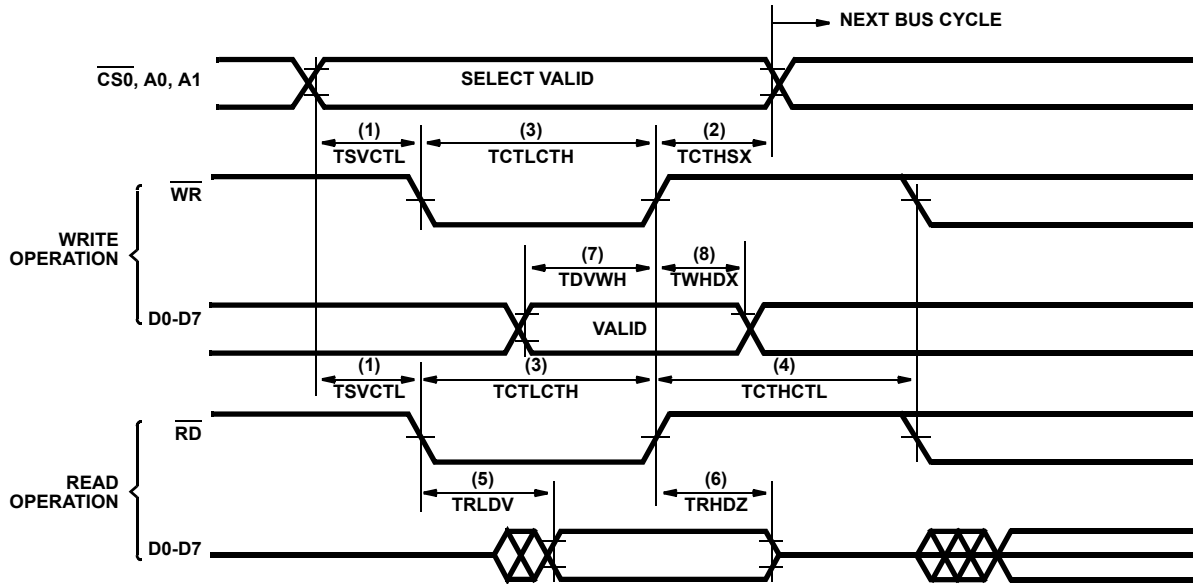 NEXT BUS CYCLE
CS0, A0, A1
SELECT VALID
(1) (3) (2)
TSVCTL TCTLCTH TCTHSX
WR
WRITE
OPERATION
(7) (8)
TDVWH TWHDX
D0-D7
VALID
(1) (3) (4)
TSVCTL TCTLCTH TCTHCTL
RD
READ
OPERATION
(5) (6)
TRLDV TRHDZ
D0-D7